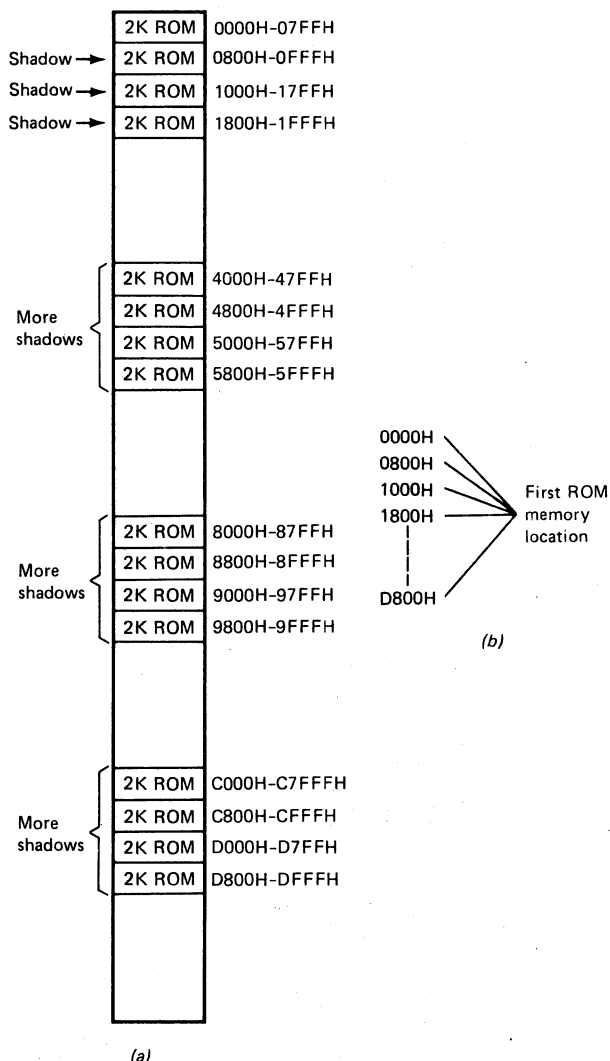 2K ROM 0000H-07FFH
Shadow → 2K ROM 0800H-0FFFH
Shadow → 2K ROM 1000H-17FFH
Shadow → 2K ROM 1800H-1FFFH
2K ROM 4000H-47FFH
2K ROM 4800H-4FFFH
2K ROM 5000H-57FFH
2K ROM 5800H-5FFFH
More
shadows
0000H
0800H
1000H
1800H
D800H
First ROM
memory
location
(b)
2K ROM 8000H-87FFH
2K ROM 8800H-8FFFH
2K ROM 9000H-97FFH
2K ROM 9800H-9FFFH
More
shadows
2K ROM C000H-C7FFFH
2K ROM C800H-CFFFH
2K ROM D000H-D7FFH
2K ROM D800H-DFFFH
More
shadows
(a)